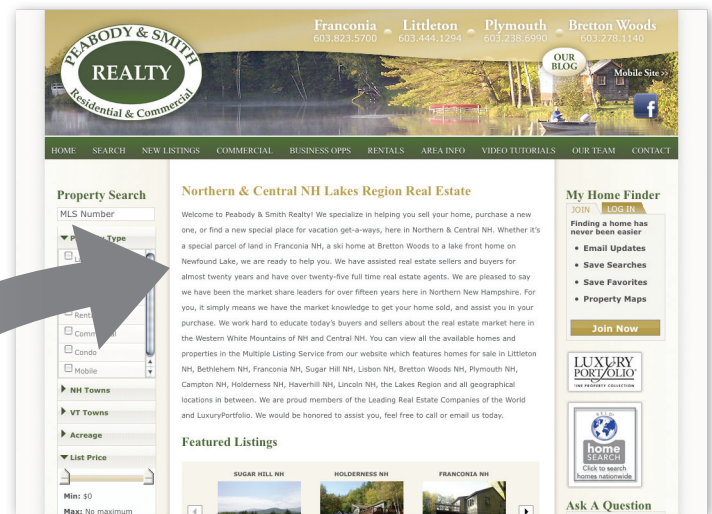 PEABODY & SMITH
REALTY
Residential & Commercial
Franconia
603.823.5700
Littleton
603.444.1294
Plymouth
603.238.6990
Bretton Woods
603.278.1140
OUR
BLOG
Mobile Site >>
f
HOME SEARCH NEW LISTINGS COMMERCIAL BUSINESS OPPS RENTALS AREA INFO VIDEO TUTORIALS OUR TEAM CONTACT
Property Search
MLS Number
Type
Commercial
Condo
Mobile
NH Towns
VT Towns
Acreage
List Price
Min: $0
Max: No maximum
Northern & Central NH Lakes Region Real Estate
Welcome to Peabody & Smith Realty! We specialize in helping you sell your home, purchase a new
one, or find a new special place for vacation get-a-ways, here in Northern & Central NH. Whether it's
a special parcel of land in Franconia NH, a ski home at Bretton Woods to a lake front home on
Newfound Lake, we are ready to help you. We have assisted real estate sellers and buyers for
almost twenty years and have over twenty-five full time real estate agents. We are pleased to say
we have been the market share leaders for over fifteen years here in Northern New Hampshire. For
you, it simply means we have the market knowledge to get your home sold, and assist you in your
purchase. We work hard to educate today's buyers and sellers about the real estate market here in
the Western White Mountains of NH and Central NH. You can view all the available homes and
properties in the Multiple Listing Service from our website which features homes for sale in Littleton
NH, Bethlehem NH, Franconia NH, Sugar Hill NH, Lisbon NH, Bretton Woods NH, Plymouth NH,
Campton NH, Holderness NH, Haverhill NH, Lincoln NH, the Lakes Region and all geographical
locations in between. We are proud members of the Leading Real Estate Companies of the World
and LuxuryPortfolio. We would be honored to assist you, feel free to call or email us today.
Featured Listings
SUGAR HILL NH
HOLDERNESS NH
FRANCONIA NH
My Home Finder
JOIN LOG IN
Finding a home has
never been easier
• Email Updates
• Save Searches
• Save Favorites
• Property Maps
Join Now
LUXURY
PORTFOLIO
FINE PROPERTY COLLECTION
RELO
home
SEARCH
Click to search
homes nationwide
Ask A Question